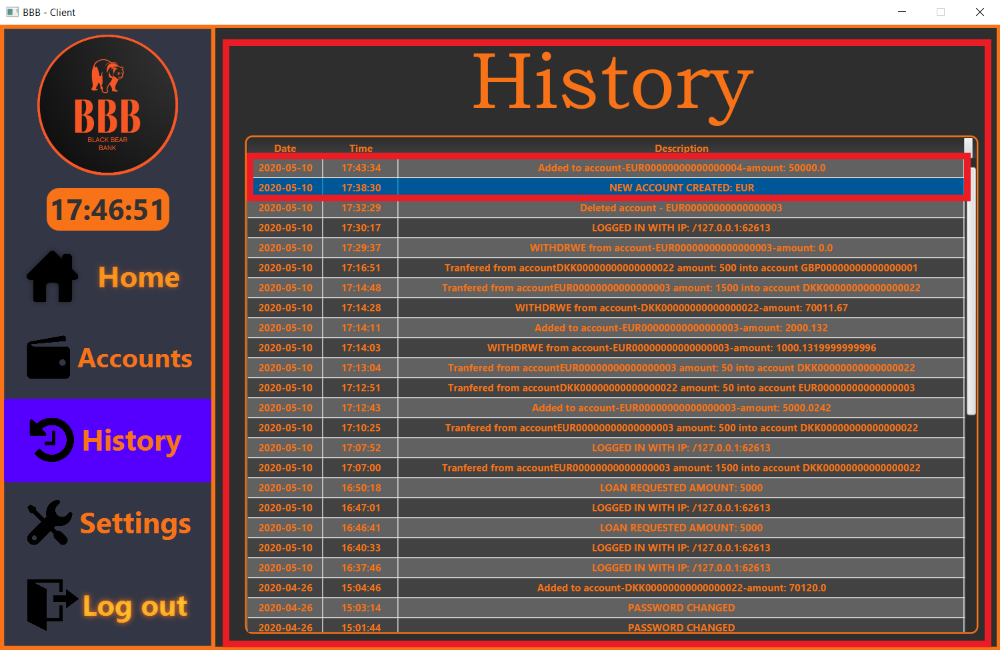 BBB - Client
BBB
BLACK BEAR
BANK
17:46:51
Home
Accounts
History
Settings
Log out
History
Date Time Description
2020-05-10 17:43:34 Added to account-EUR00000000000000004-amount: 50000.0
2020-05-10 17:38:30 NEW ACCOUNT CREATED: EUR
2020-05-10 17:32:29 Deleted account - EUR00000000000000003
2020-05-10 17:30:17 LOGGED IN WITH IP: /127.0.0.1:62613
2020-05-10 17:29:37 WITHDRWE from account-EUR00000000000000003-amount: 0.0
2020-05-10 17:16:51 Tranfered from accountDKK00000000000000022 amount: 500 into account GBP00000000000000001
2020-05-10 17:14:48 Tranfered from accountEUR00000000000000003 amount: 1500 into account DKK00000000000000022
2020-05-10 17:14:28 WITHDRWE from account-DKK00000000000000022-amount: 70011.67
2020-05-10 17:14:11 Added to account-EUR00000000000000003-amount: 2000.132
2020-05-10 17:14:03 WITHDRWE from account-EUR00000000000000003-amount: 1000.1319999999996
2020-05-10 17:13:04 Tranfered from accountEUR00000000000000003 amount: 50 into account DKK00000000000000022
2020-05-10 17:12:51 Tranfered from accountDKK00000000000000022 amount: 50 into account EUR00000000000000003
2020-05-10 17:12:43 Added to account-EUR00000000000000003-amount: 5000.0242
2020-05-10 17:10:25 Tranfered from accountEUR00000000000000003 amount: 500 into account DKK00000000000000022
2020-05-10 17:07:52 LOGGED IN WITH IP: /127.0.0.1:62613
2020-05-10 17:07:00 Tranfered from accountEUR00000000000000003 amount: 1500 into account DKK00000000000000022
2020-05-10 16:50:18 LOAN REQUESTED AMOUNT: 5000
2020-05-10 16:47:01 LOGGED IN WITH IP: /127.0.0.1:62613
2020-05-10 16:46:41 LOAN REQUESTED AMOUNT: 5000
2020-05-10 16:40:33 LOGGED IN WITH IP: /127.0.0.1:62613
2020-05-10 16:37:46 LOGGED IN WITH IP: /127.0.0.1:62613
2020-04-26 15:04:46 Added to account-DKK00000000000000022-amount: 70120.0
2020-04-26 15:03:14 PASSWORD CHANGED
2020-04-26 15:01:44 PASSWORD CHANGED